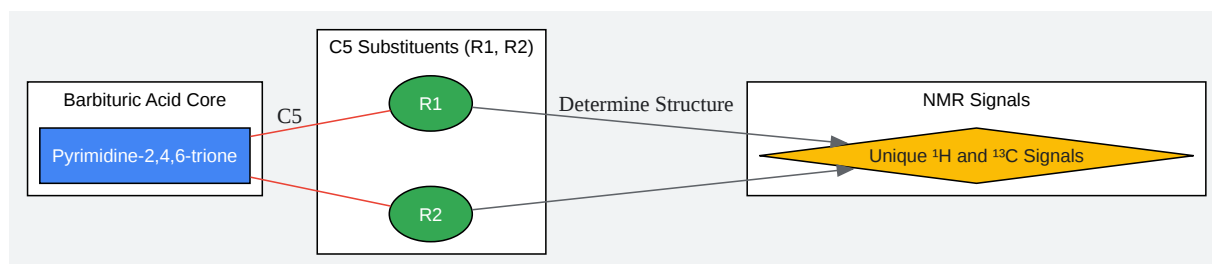 C5 Substituents (R1, R2)
Barbituric Acid Core
Pyrimidine-2,4,6-trione
C5
R1
R2
Determine Structure
NMR Signals
Unique ¹H and ¹³C Signals